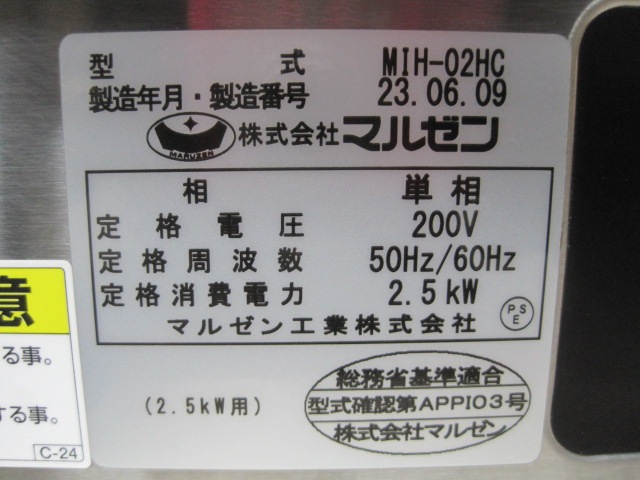 型式 MIH-02HC
製造年月・製造番号 23.06.09
MARUZEN 株式会社マルゼン
相 単相
定格電圧 200V
定格周波数 50Hz/60Hz
定格消費電力 2.5kW
マルゼン工業株式会社
PSE
(2.5kW用)
総務省基準適合
型式確認第APPI03号
株式会社マルゼン
意
る事。
する事。
C-24